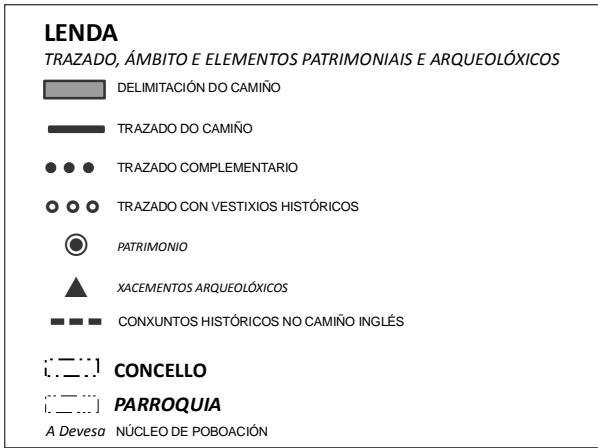 LENDA
TRAZADO, ÁMBITO E ELEMENTOS PATRIMONIAIS E ARQUEOLÓXICOS
DELIMITACIÓN DO CAMIÑO
TRAZADO DO CAMIÑO
TRAZADO COMPLEMENTARIO
TRAZADO CON VESTIXIOS HISTÓRICOS
PATRIMONIO
XACEMENTOS ARQUEOLÓXICOS
CONXUNTOS HISTÓRICOS NO CAMIÑO INGLÉS
CONCELLO
PARROQUIA
A Devesa NÚCLEO DE POBOACIÓN